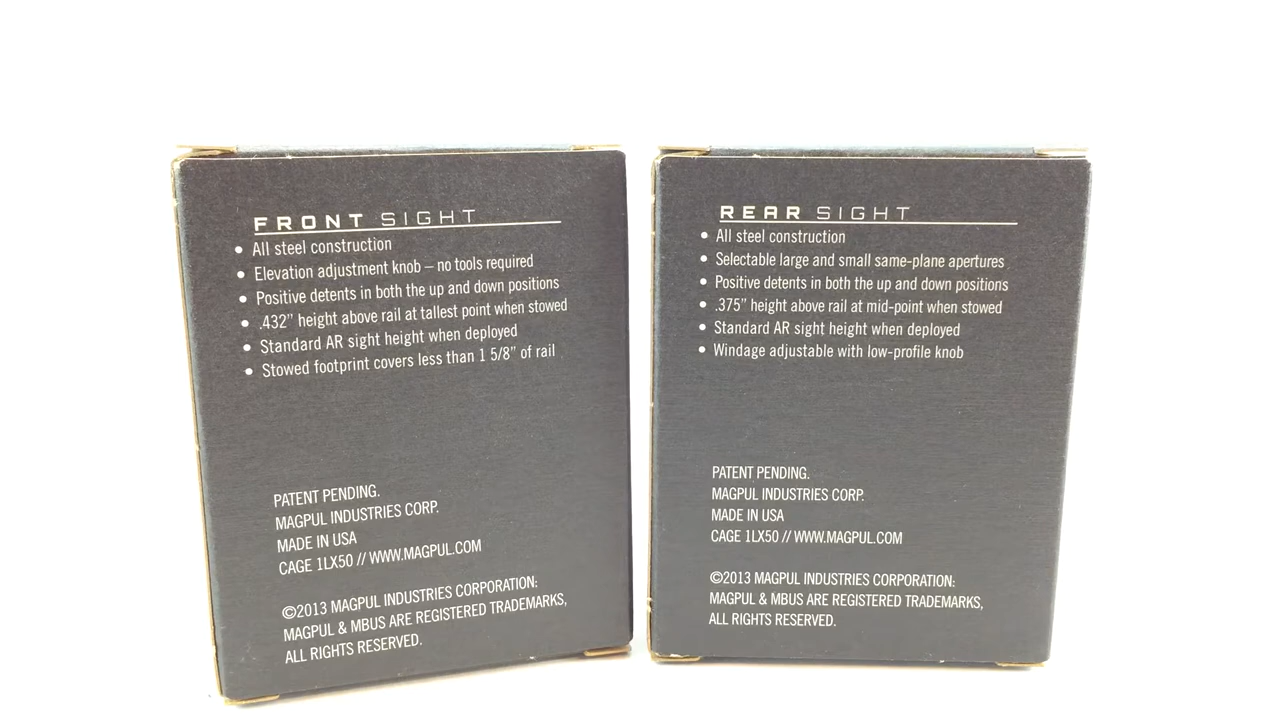 FRONT SIGHT
• All steel construction
• Elevation adjustment knob – no tools required
• Positive detents in both the up and down positions
• .432” height above rail at tallest point when stowed
• Standard AR sight height when deployed
• Stowed footprint covers less than 1 5/8” of rail
PATENT PENDING.
MAGPUL INDUSTRIES CORP.
MADE IN USA
CAGE 1LX50 // WWW.MAGPUL.COM
©2013 MAGPUL INDUSTRIES CORPORATION:
MAGPUL & MBUS ARE REGISTERED TRADEMARKS,
ALL RIGHTS RESERVED.
REAR SIGHT
• All steel construction
• Selectable large and small same-plane apertures
• Positive detents in both the up and down positions
• .375” height above rail at mid-point when stowed
• Standard AR sight height when deployed
• Windage adjustable with low-profile knob
PATENT PENDING.
MAGPUL INDUSTRIES CORP.
MADE IN USA
CAGE 1LX50 // WWW.MAGPUL.COM
©2013 MAGPUL INDUSTRIES CORPORATION:
MAGPUL & MBUS ARE REGISTERED TRADEMARKS,
ALL RIGHTS RESERVED.